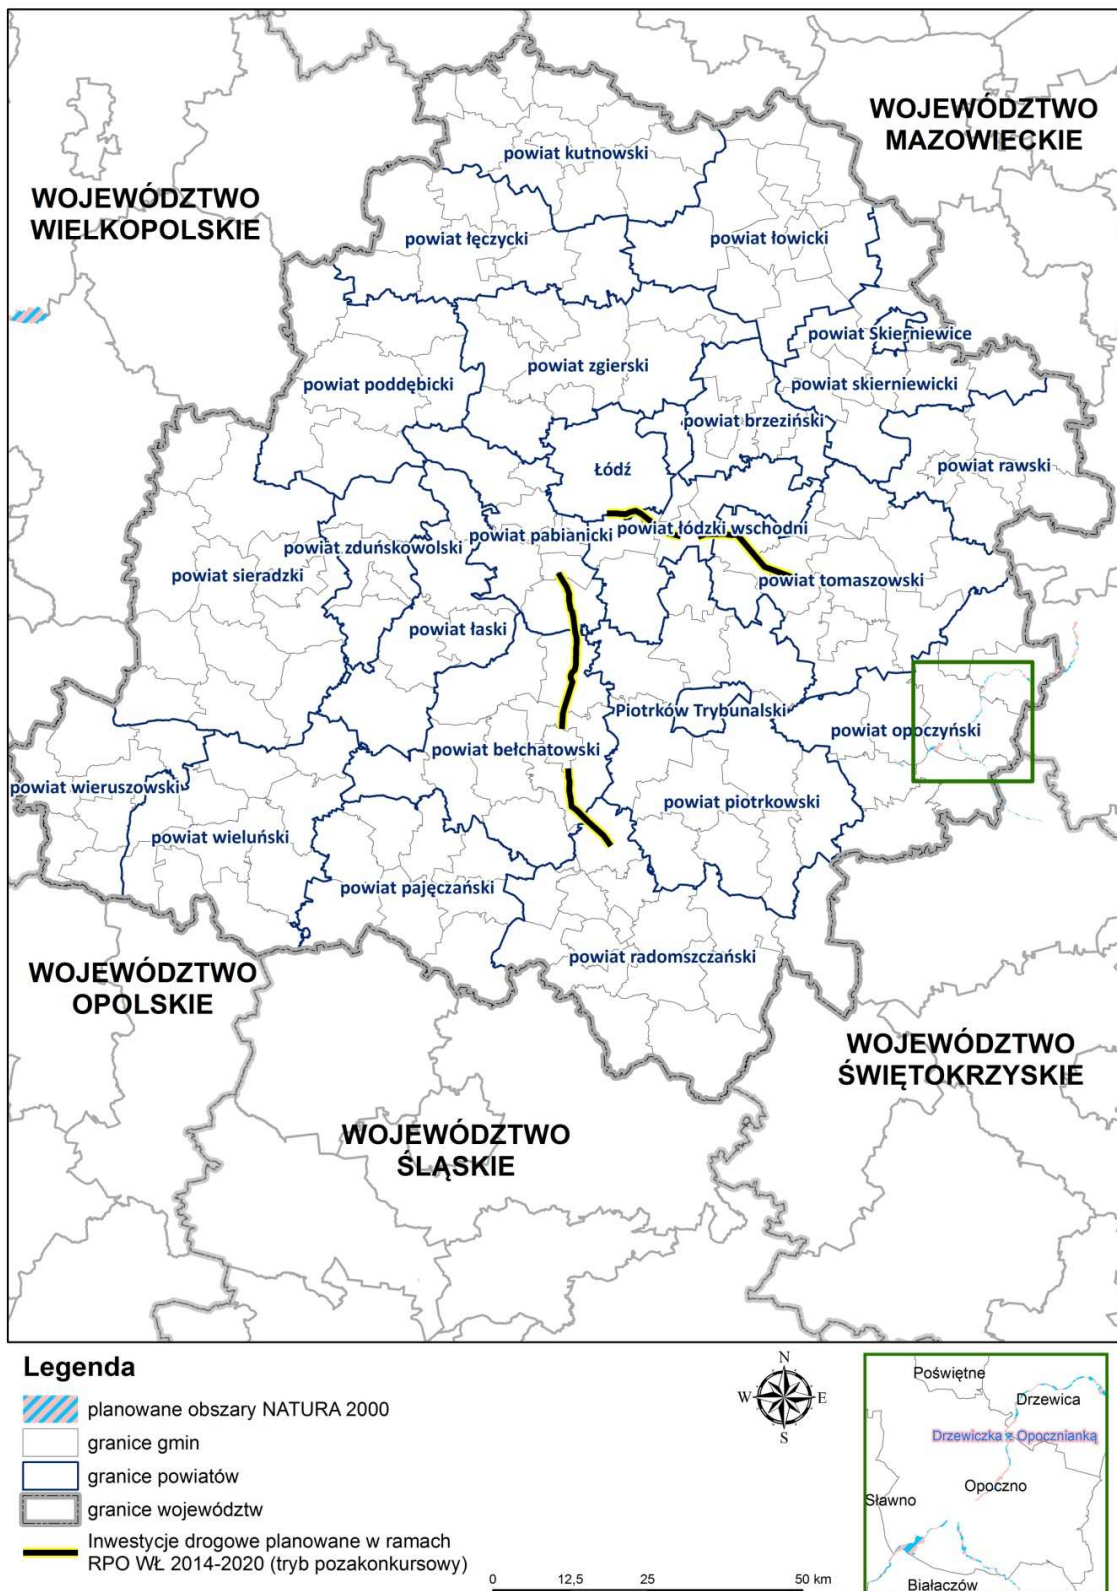 WOJEWÓDZTWO
MAZOWIECKIE
powiat kutnowski
WOJEWÓDZTWO
WIELKOPOLSKIE
powiat łęczycki
powiat łowicki
powiat Skierniewice
powiat zgierski
powiat poddębicki
powiat skierniewicki
powiat brzeziński
Łódź
powiat rawski
powiat łódzki wschodni
powiat pabianicki
powiat zduńskowolski
powiat sieradzki
powiat tomaszowski
powiat łaski
Piotrków Trybunalski
powiat opoczyński
powiat bełchatowski
powiat wieruszowski
powiat piotrkowski
powiat wieluński
powiat pajęczański
powiat radomszczański
WOJEWÓDZTWO
OPOLSKIE
WOJEWÓDZTWO
ŚWIĘTOKRZYSKIE
WOJEWÓDZTWO
ŚLĄSKIE
Legenda
planowane obszary NATURA 2000
granice gmin
granice powiatów
granice województw
Inwestycje drogowe planowane w ramach
RPO WŁ 2014-2020 (tryb pozakonkursowy)
N
W E
S
0 12,5 25 50 km
Poświętne
Drzewica
Drzewiczka z Opocznianką
Opoczno
Sławno
Białaczów